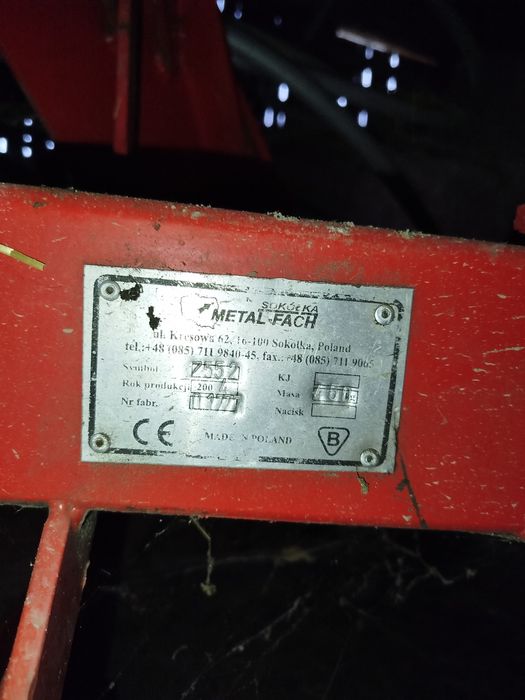 SOKÓŁKA
METAL-FACH
ul. Kresowa 62, 16-100 Sokółka, Poland
tel.:+48 (085) 711 9840-45, fax.: +48 (085) 711 9065
Symbol Z552 KJ
Rok produkcji 200 Masa
Nr fabr. Nacisk
CE MADE IN POLAND B